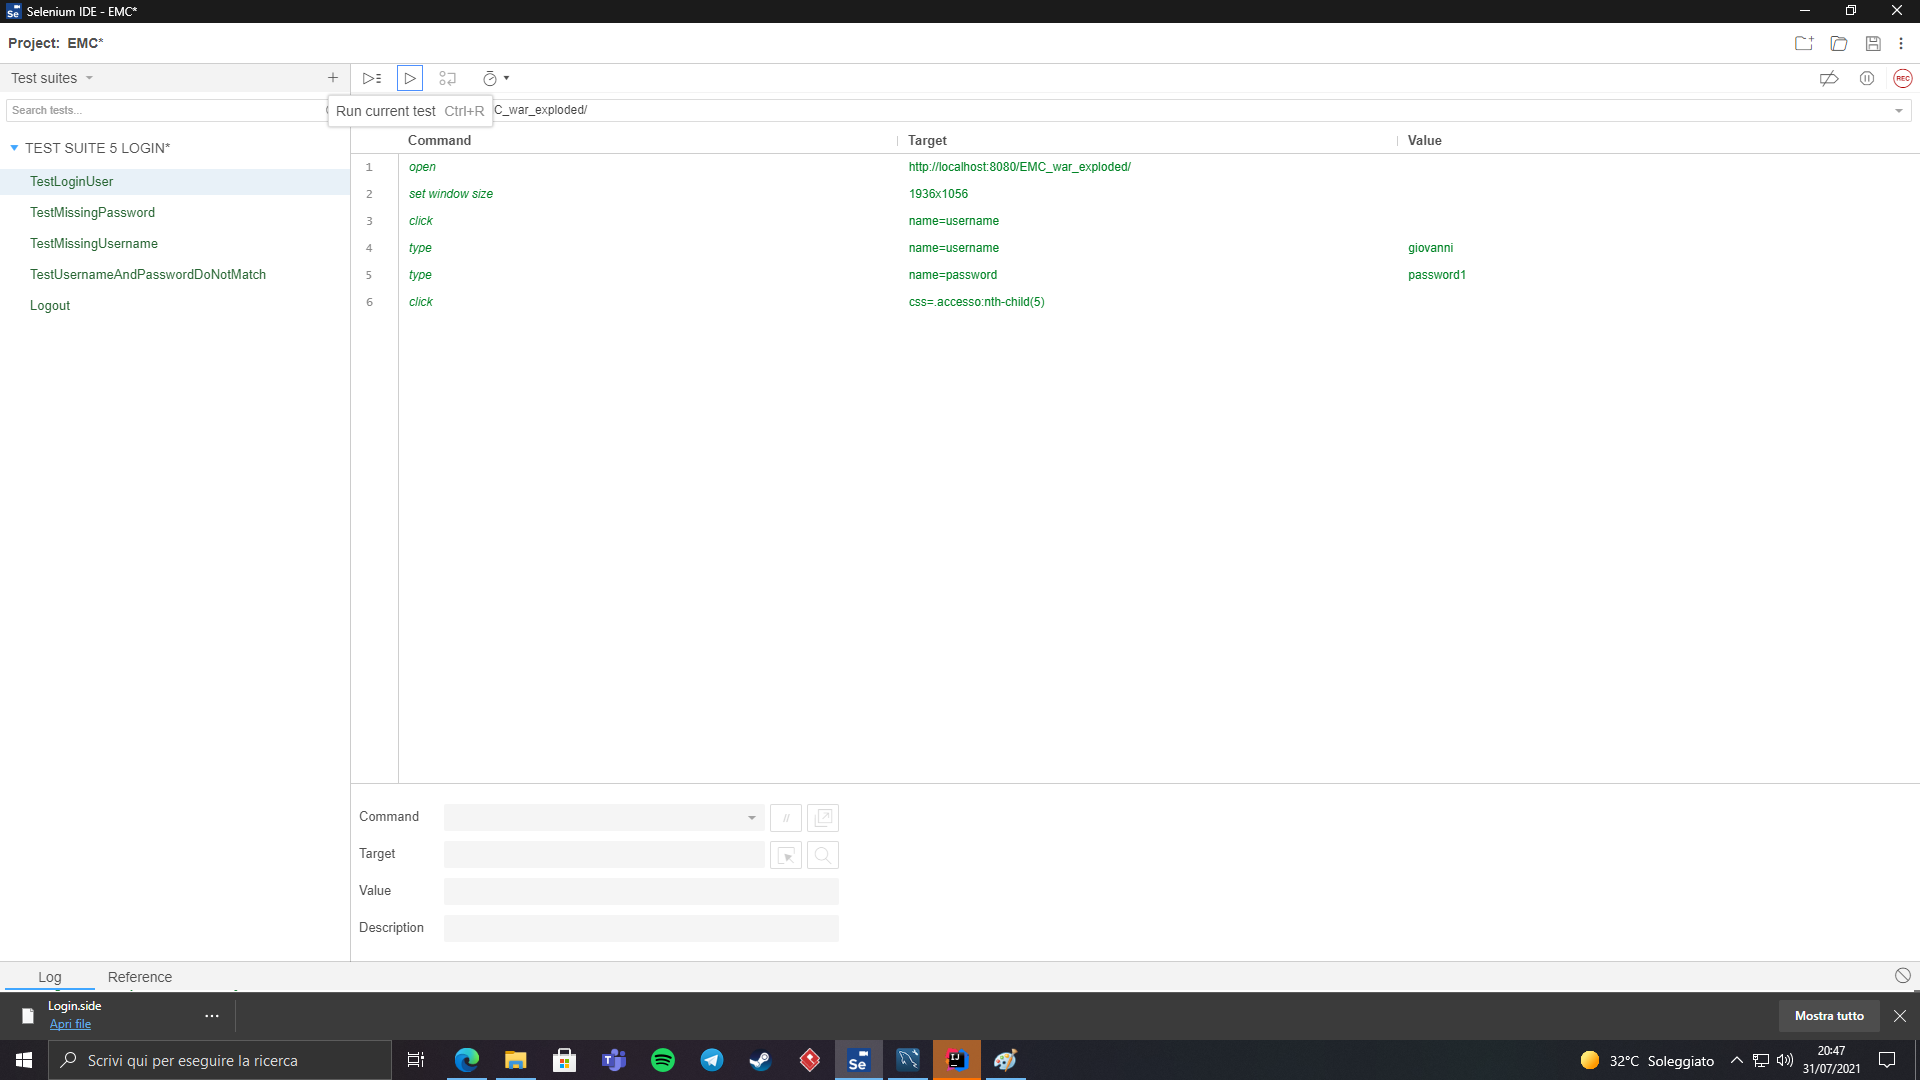 Selenium IDE - EMC*
Project: EMC*
Test suites
Search tests...
Run current test Ctrl+R
C_war_exploded/
Command Target Value
TEST SUITE 5 LOGIN*
TestLoginUser
TestMissingPassword
TestMissingUsername
TestUsernameAndPasswordDoNotMatch
Logout
1 open http://localhost:8080/EMC_war_exploded/
2 set window size 1936x1056
3 click name=username
4 type name=username giovanni
5 type name=password password1
6 click css=.accesso:nth-child(5)
Command
//
Target
Value
Description
Log Reference
Login.side
Apri file
Mostra tutto
Scrivi qui per eseguire la ricerca
32°C Soleggiato
20:47
31/07/2021
REC
Se
Se
IJ